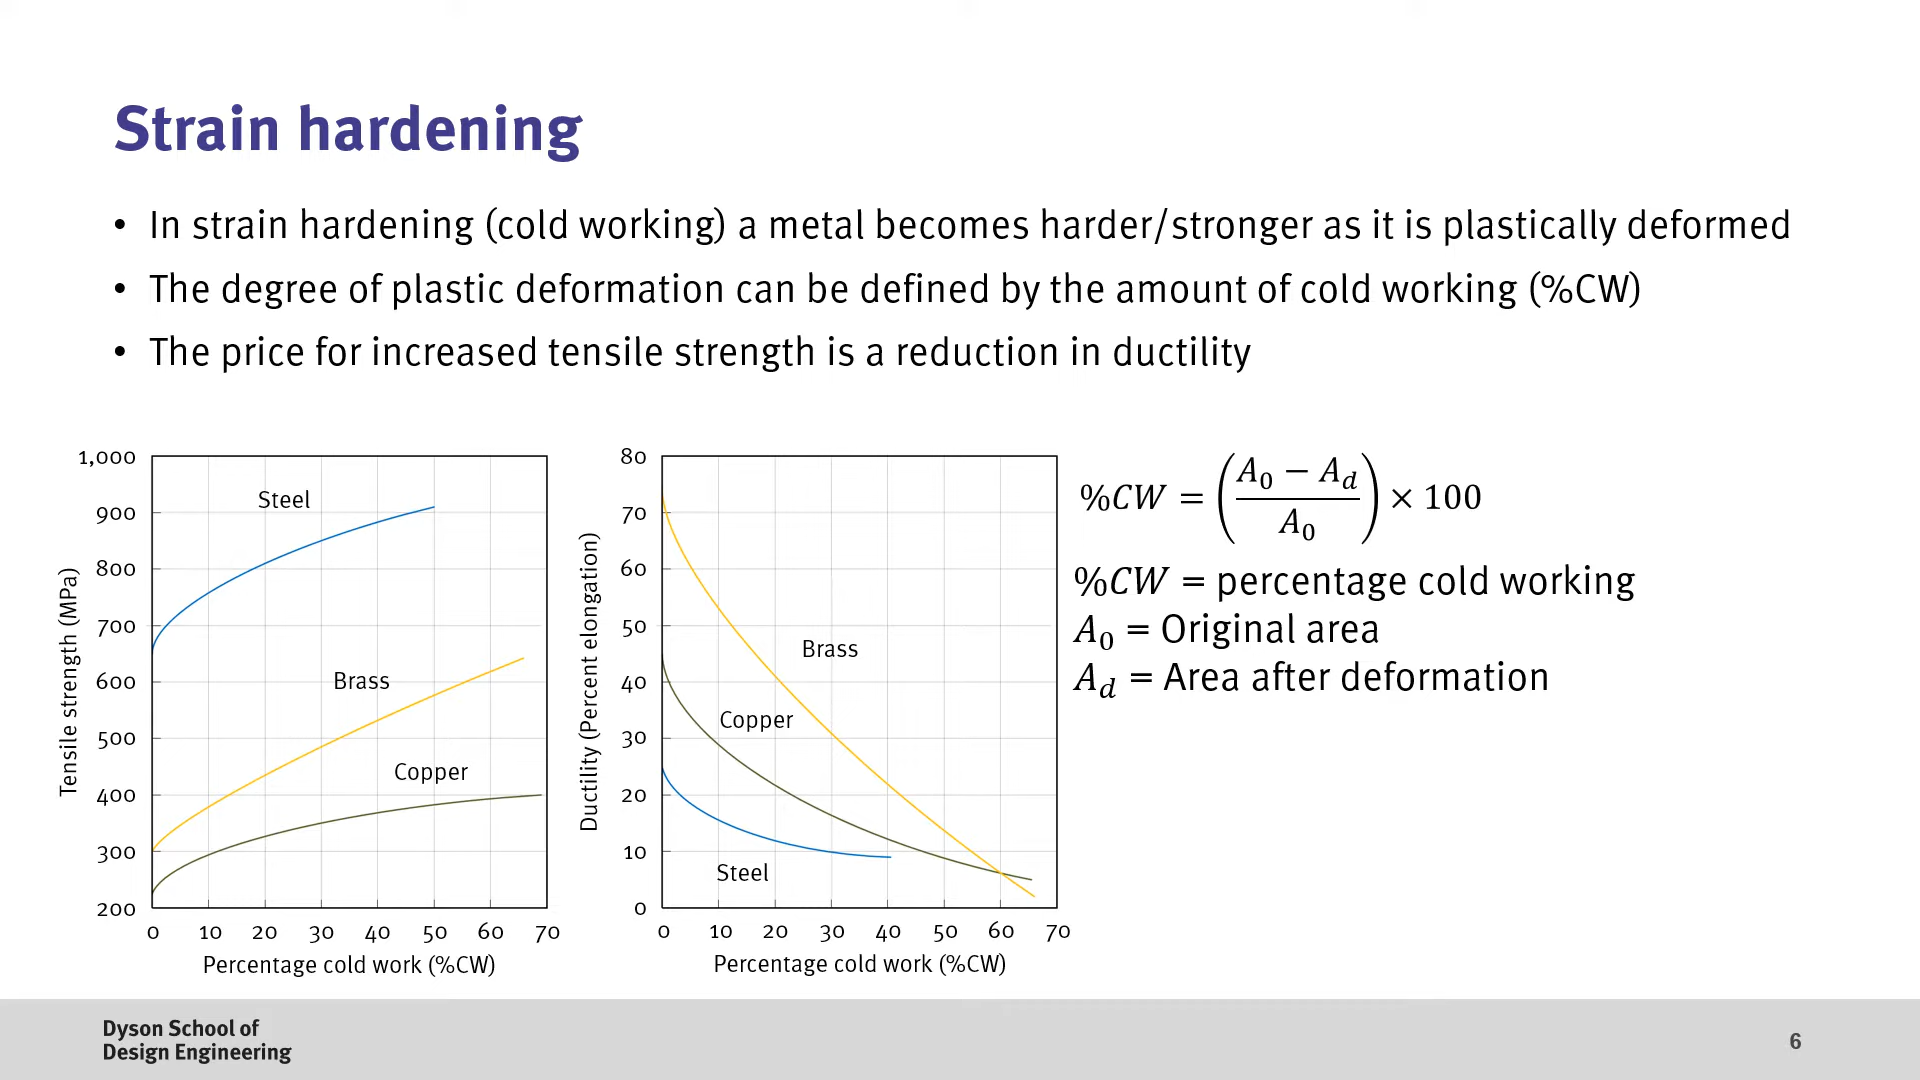 Strain hardening
• In strain hardening (cold working) a metal becomes harder/stronger as it is plastically deformed
• The degree of plastic deformation can be defined by the amount of cold working (%CW)
• The price for increased tensile strength is a reduction in ductility
Tensile strength (MPa)
1,000
900
800
700
600
500
400
300
200
Steel
Brass
Copper
0 10 20 30 40 50 60 70
Percentage cold work (%CW)
Ductility (Percent elongation)
80
70
60
50
40
30
20
10
0
Brass
Copper
Steel
0 10 20 30 40 50 60 70
Percentage cold work (%CW)
%CW = ((A₀ − A_d)/A₀) × 100
%CW = percentage cold working
A₀ = Original area
A_d = Area after deformation
Dyson School of
Design Engineering
6